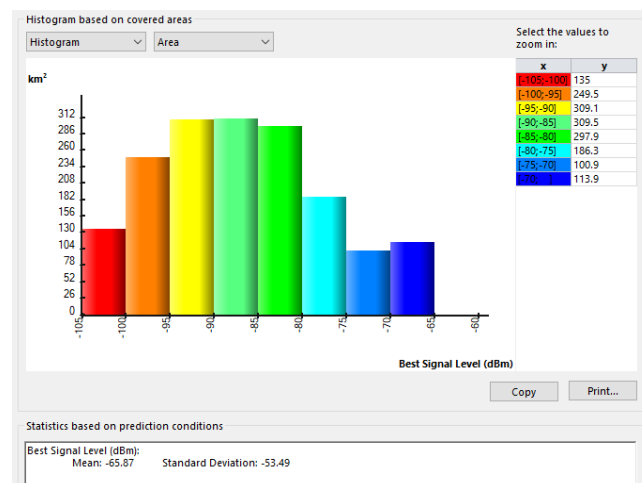 Histogram based on covered areas
Histogram
Area
Select the values to
zoom in:
km²
312
286
260
234
208
182
156
130
104
78
52
26
0
-105
-100
-95
-90
-85
-80
-75
-70
-65
-60
Best Signal Level (dBm)
x y
[-105;-100] 135
[-100;-95] 249.5
[-95;-90] 309.1
[-90;-85] 309.5
[-85;-80] 297.9
[-80;-75] 186.3
[-75;-70] 100.9
113.9
Copy
Print...
Statistics based on prediction conditions
Best Signal Level (dBm):
Mean: -65.87 Standard Deviation: -53.49